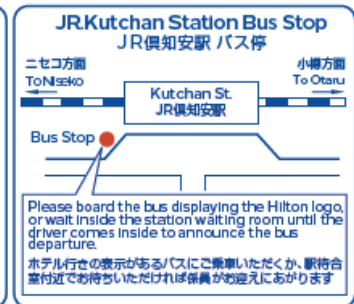 JR.Kutchan Station Bus Stop
JR倶知安駅 バス停
ニセコ方面
To Niseko
小樽方面
To Otaru
Kutchan St.
JR倶知安駅
Bus Stop
Please board the bus displaying the Hilton logo,
or wait inside the station waiting room until the
driver comes inside to announce the bus
departure.
ホテル行きの表示があるバスにご乗車いただくか、駅待合
室付近でお待ちいただければ係員がお迎えにあがります